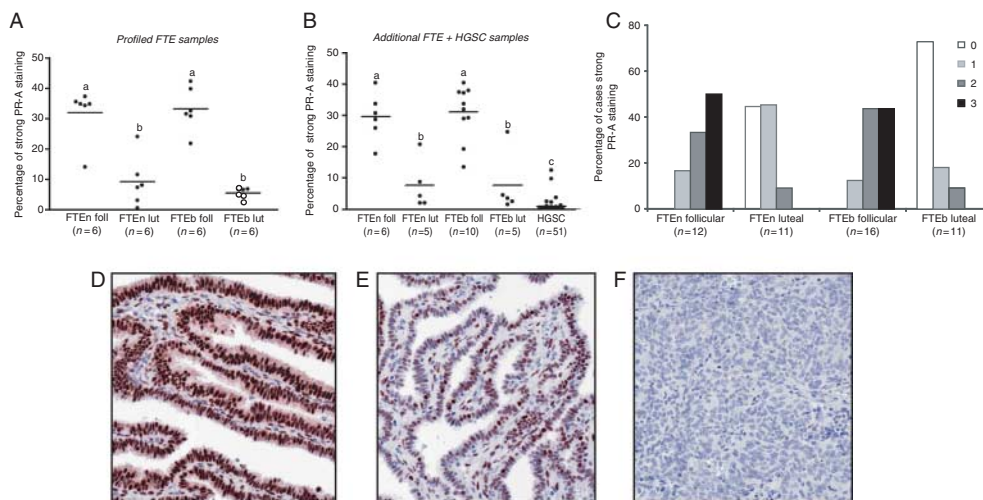 A
Profiled FTE samples
Percentage of strong PR-A staining
50
40
30
20
10
0
a
b
a
b
FTEn foll
(n=6)
FTEn lut
(n=6)
FTEb foll
(n=6)
FTEb lut
(n=6)
B
Additional FTE + HGSC samples
Percentage of strong PR-A staining
50
40
30
20
10
0
a
b
a
b
c
FTEn foll
(n=6)
FTEn lut
(n=5)
FTEb foll
(n=10)
FTEb lut
(n=5)
HGSC
(n=51)
C
Percentage of cases strong
PR-A staining
80
60
40
20
0
0
1
2
3
FTEn follicular
(n=12)
FTEn luteal
(n=11)
FTEb follicular
(n=16)
FTEb luteal
(n=11)
D
E
F